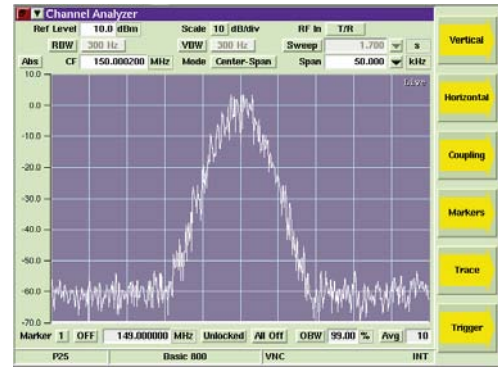 Channel Analyzer
Ref Level 10.0 dBm Scale 10 dB/div RF In T/R
RBW 300 Hz VBW 300 Hz Sweep 1.700 s
Abs CF 150.000200 MHz Mode Center-Span Span 50.000 kHz
10.0
Live
0.0
-10.0
-20.0
-30.0
-40.0
-50.0
-60.0
-70.0
Marker 1 OFF 149.000000 MHz Unlocked All Off OBW 99.00 % Avg 10
P25 Basic 800 VNC INT
Vertical
Horizontal
Coupling
Markers
Trace
Trigger